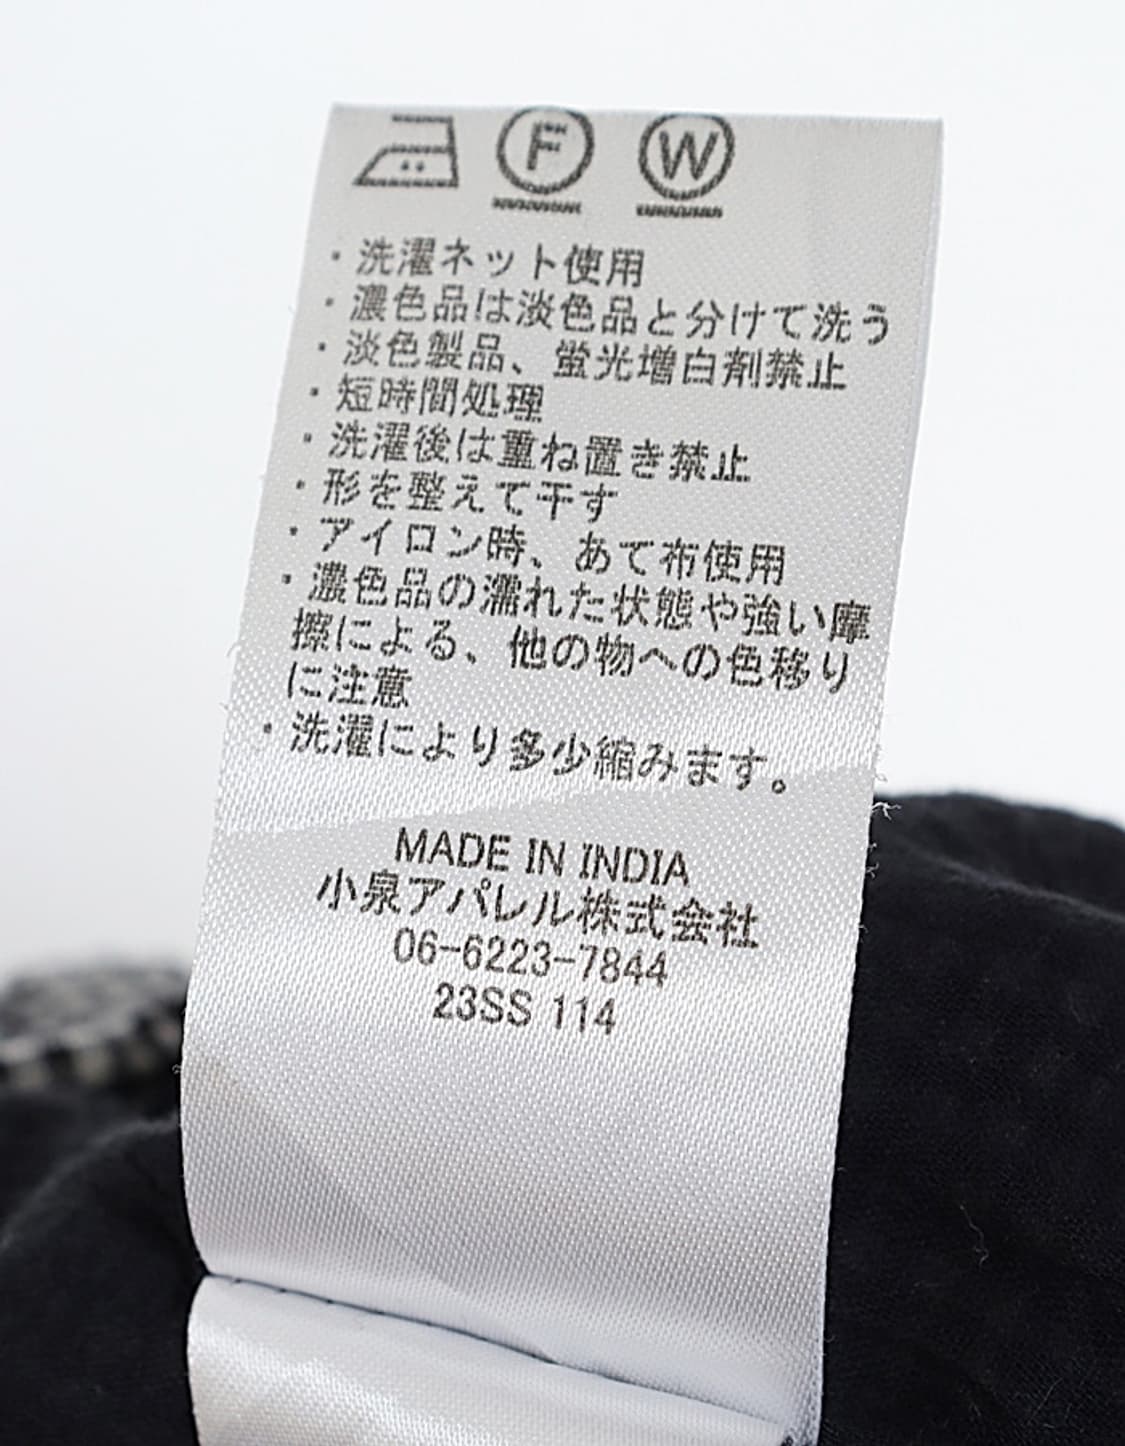 F W
・洗濯ネット使用
・濃色品は淡色品と分けて洗う
・淡色製品、蛍光増白剤禁止
・短時間処理
・洗濯後は重ね置き禁止
・形を整えて干す
・アイロン時、あて布使用
・濃色品の濡れた状態や強い摩
擦による、他の物への色移り
に注意
・洗濯により多少縮みます。
MADE IN INDIA
小泉アパレル株式会社
06-6223-7844
23SS 114